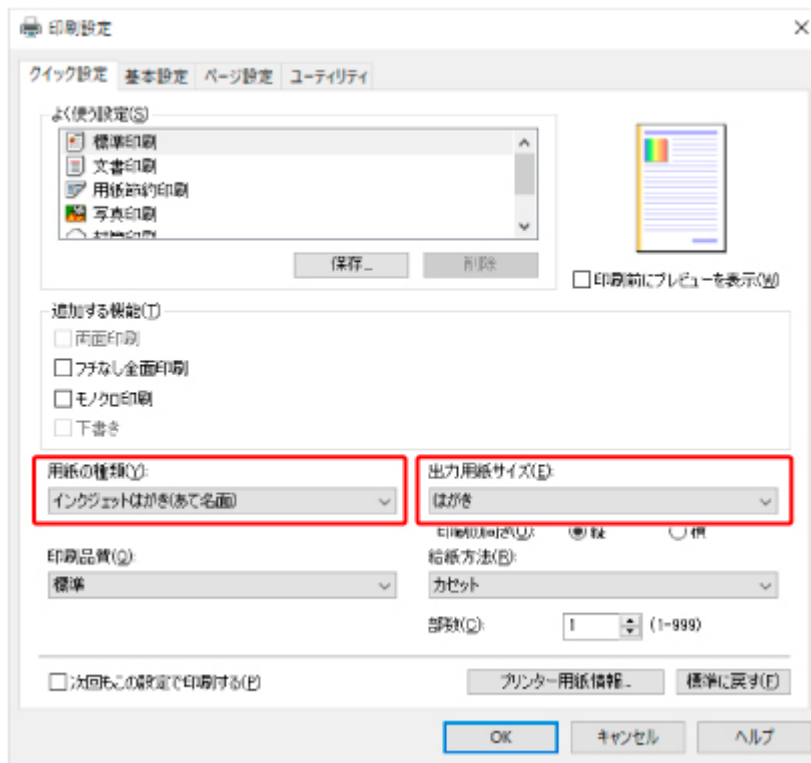 印刷設定
クイック設定 基本設定 ページ設定 ユーティリティ
よく使う設定(S)
標準印刷
文書印刷
用紙節約印刷
写真印刷
保存...
削除
印刷前にプレビューを表示(W)
追加する機能(T)
両面印刷
フチなし全面印刷
モノクロ印刷
下書き
用紙の種類(Y):
インクジェットはがき(あて名面)
出力用紙サイズ(E):
はがき
印刷の向き(U): 縦 横
印刷品質(Q):
標準
給紙方法(R):
カセット
部数(C): 1 (1-999)
次回もこの設定で印刷する(P)
プリンター用紙情報...
標準に戻す(F)
OK キャンセル ヘルプ